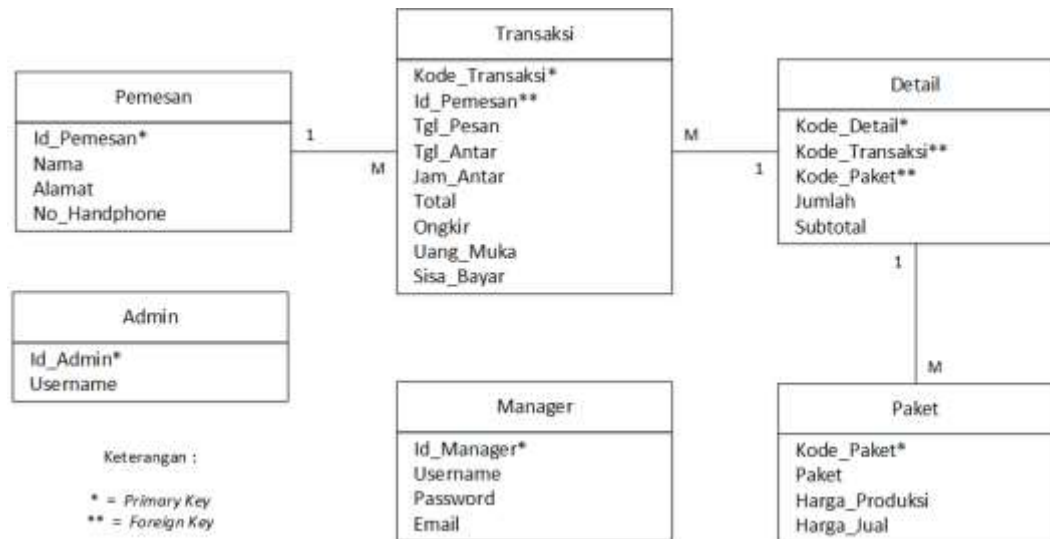 Pemesan
Id_Pemesan*
Nama
Alamat
No_Handphone
1
M
Transaksi
Kode_Transaksi*
Id_Pemesan**
Tgl_Pesan
Tgl_Antar
Jam_Antar
Total
Ongkir
Uang_Muka
Sisa_Bayar
M
1
Detail
Kode_Detail*
Kode_Transaksi**
Kode_Paket**
Jumlah
Subtotal
1
M
Admin
Id_Admin*
Username
Manager
Id_Manager*
Username
Password
Email
Paket
Kode_Paket*
Paket
Harga_Produksi
Harga_Jual
Keterangan :
* = Primary Key
** = Foreign Key